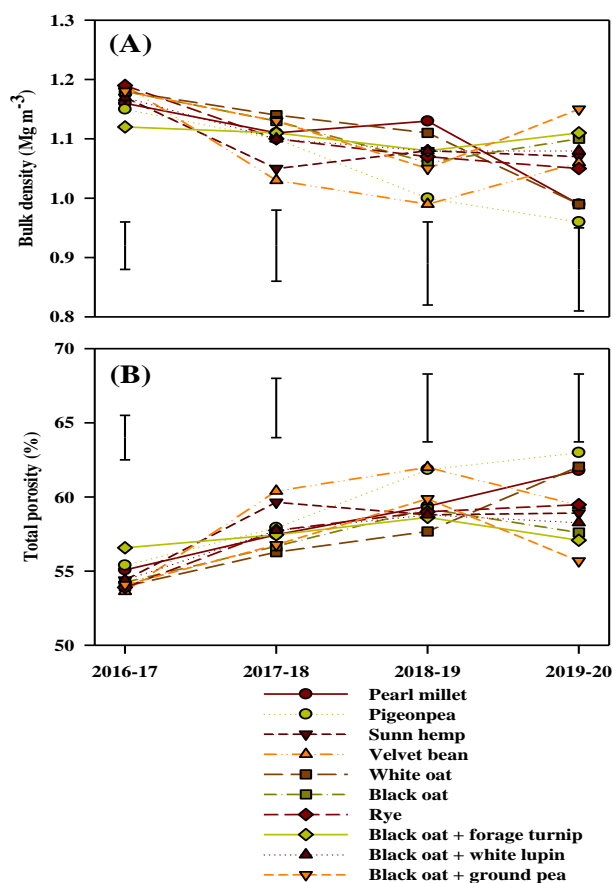 (A)
1.3
1.2
1.1
1.0
0.9
0.8
Bulk density (Mg m⁻³)
(B)
70
65
60
55
50
Total porosity (%)
2016-17 2017-18 2018-19 2019-20
Pearl millet
Pigeonpea
Sunn hemp
Velvet bean
White oat
Black oat
Rye
Black oat + forage turnip
Black oat + white lupin
Black oat + ground pea